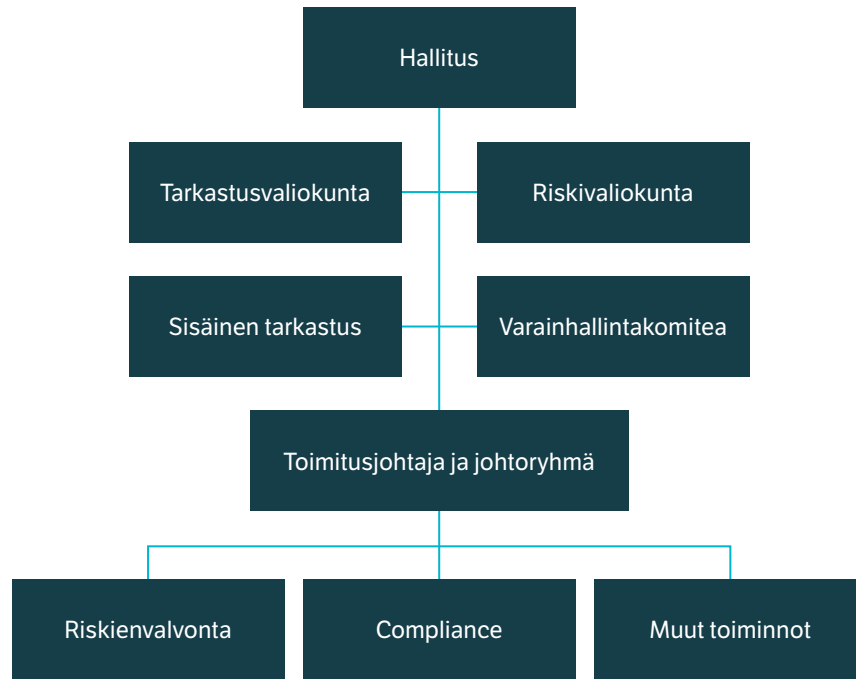 Hallitus
Tarkastusvaliokunta
Riskivaliokunta
Sisäinen tarkastus
Varainhallintakomitea
Toimitusjohtaja ja johtoryhmä
Riskienvalvonta
Compliance
Muut toiminnot